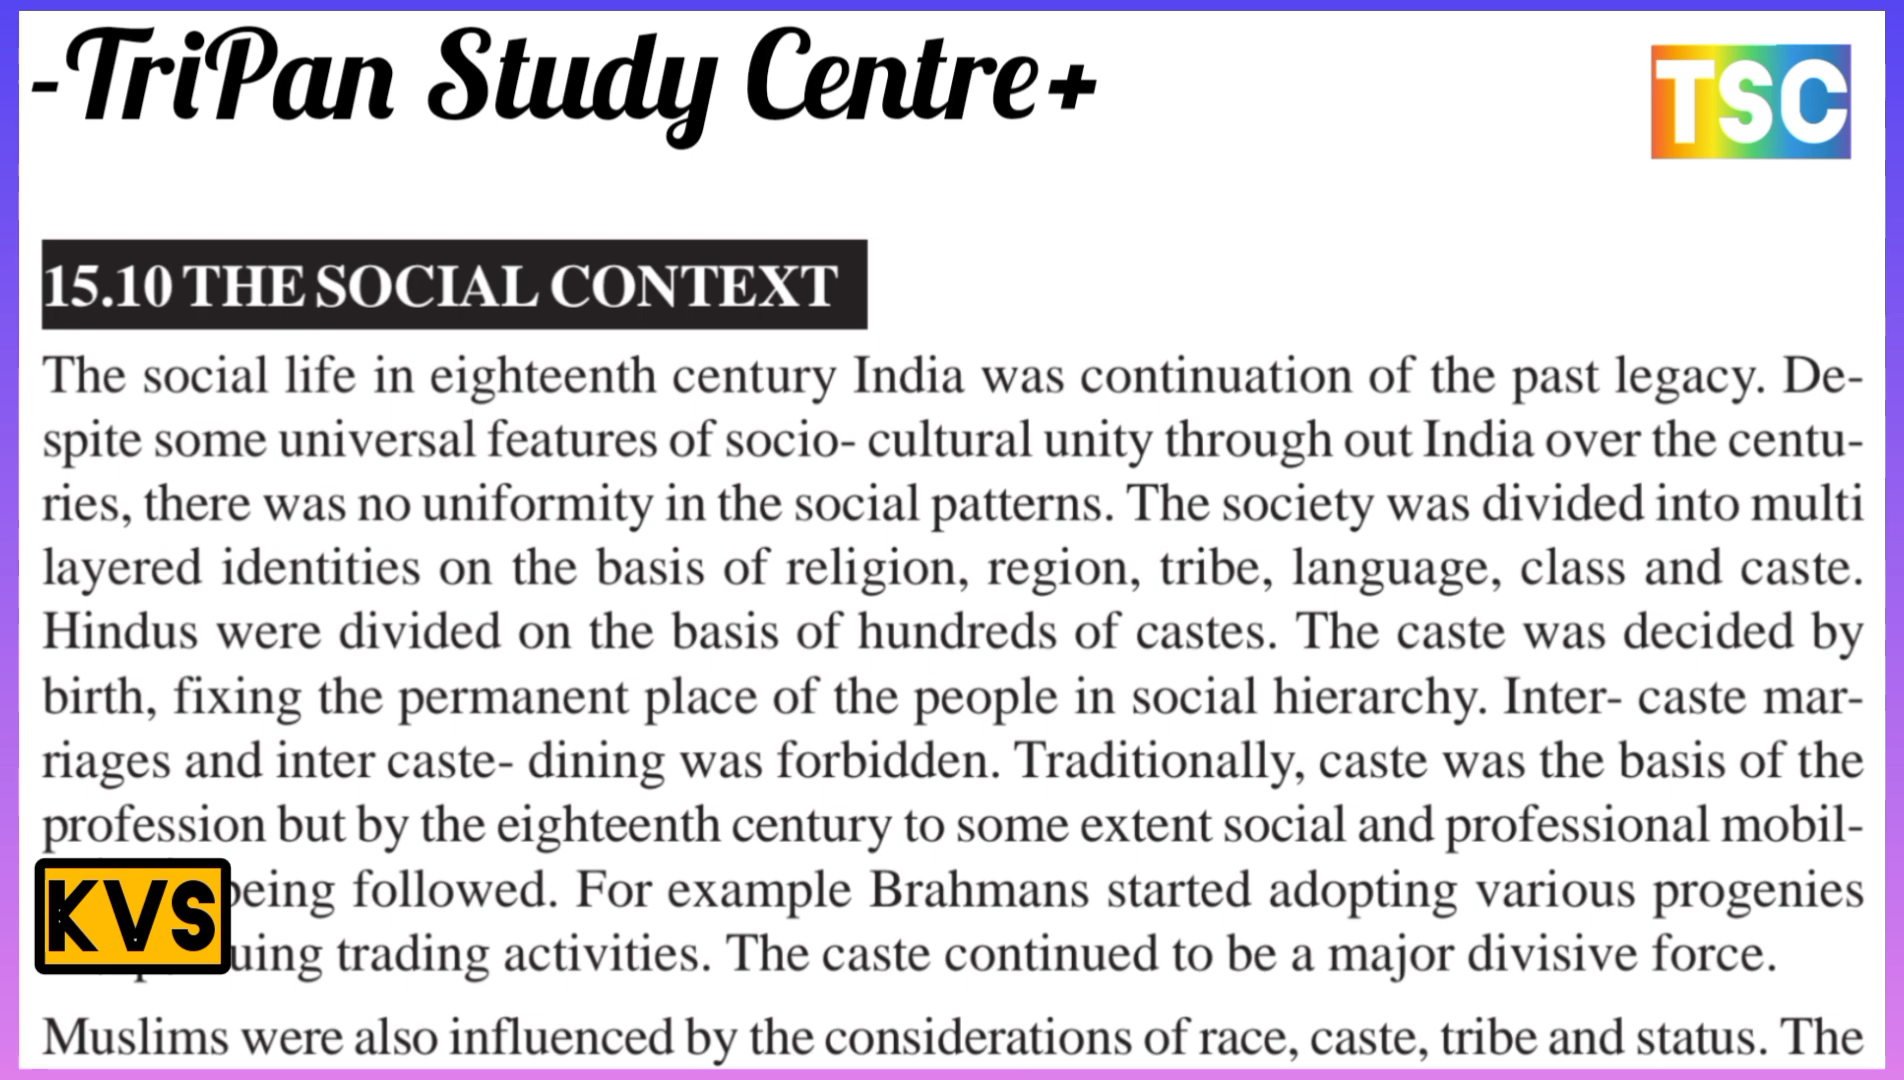 -TriPan Study Centre+
TSC
15.10 THE SOCIAL CONTEXT
The social life in eighteenth century India was continuation of the past legacy. De-
spite some universal features of socio- cultural unity through out India over the centu-
ries, there was no uniformity in the social patterns. The society was divided into multi
layered identities on the basis of religion, region, tribe, language, class and caste.
Hindus were divided on the basis of hundreds of castes. The caste was decided by
birth, fixing the permanent place of the people in social hierarchy. Inter- caste mar-
riages and inter caste- dining was forbidden. Traditionally, caste was the basis of the
profession but by the eighteenth century to some extent social and professional mobil-
KVS
being followed. For example Brahmans started adopting various progenies
uing trading activities. The caste continued to be a major divisive force.
Muslims were also influenced by the considerations of race, caste, tribe and status. The